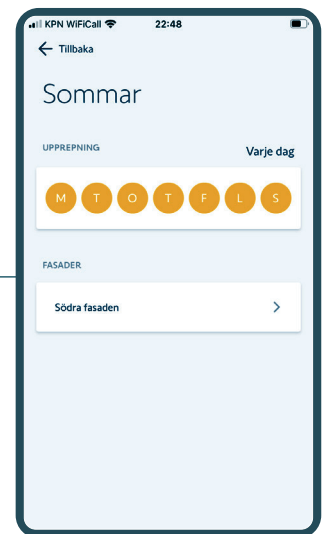 KPN WiFiCall 22:48
Tillbaka
Sommar
UPPREPNING Varje dag
M T O T F L S
FASADER
Södra fasaden